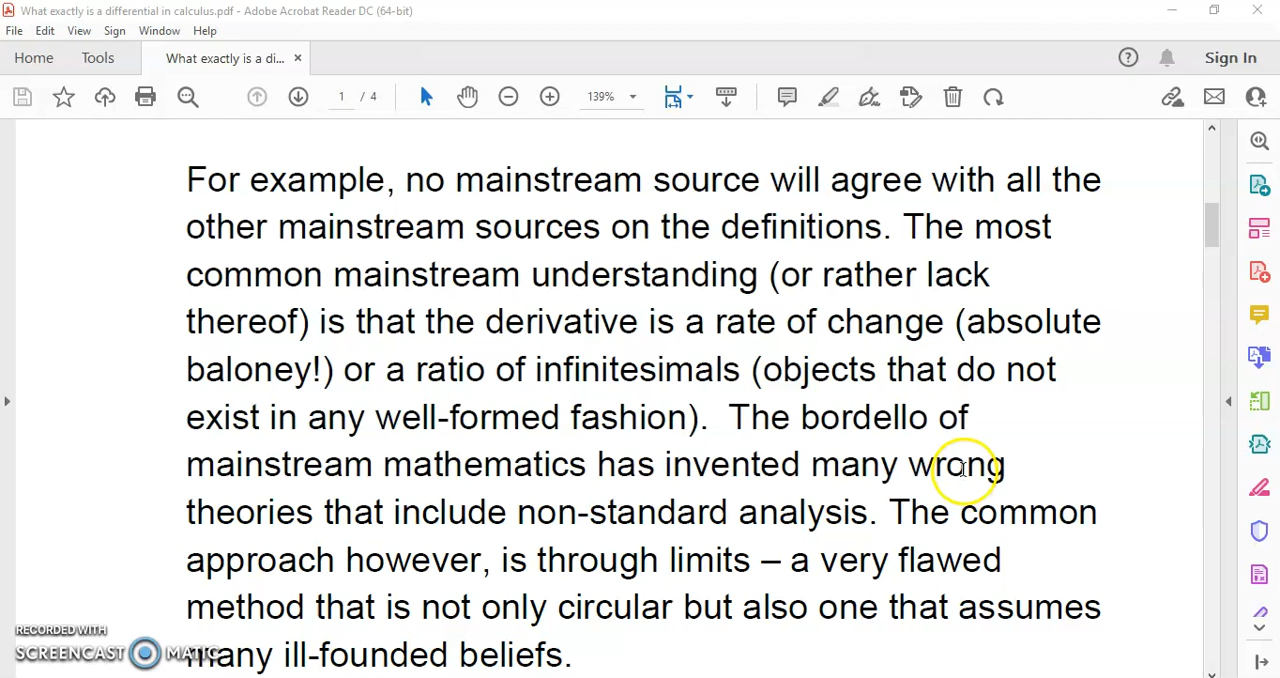 What exactly is a differential in calculus.pdf - Adobe Acrobat Reader DC (64-bit)
File Edit View Sign Window Help
Home Tools What exactly is a di... × Sign In
1 / 4 139%
For example, no mainstream source will agree with all the
other mainstream sources on the definitions. The most
common mainstream understanding (or rather lack
thereof) is that the derivative is a rate of change (absolute
baloney!) or a ratio of infinitesimals (objects that do not
exist in any well-formed fashion). The bordello of
mainstream mathematics has invented many wrong
theories that include non-standard analysis. The common
approach however, is through limits – a very flawed
method that is not only circular but also one that assumes
many ill-founded beliefs.
RECORDED WITH
SCREENCAST MATIC